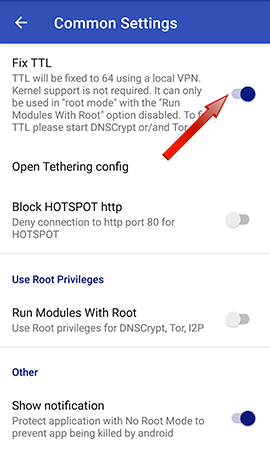 Common Settings
Fix TTL
TTL will be fixed to 64 using a local VPN.
Kernel support is not required. It can only
be used in "root mode" with the "Run
Modules With Root" option disabled. To
TTL please start DNSCrypt or/and Tor
Open Tethering config
Block HOTSPOT http
Deny connection to http port 80 for
HOTSPOT
Use Root Privileges
Run Modules With Root
Use Root privileges for DNSCrypt, Tor, I2P
Other
Show notification
Protect application with No Root Mode to
prevent app being killed by android